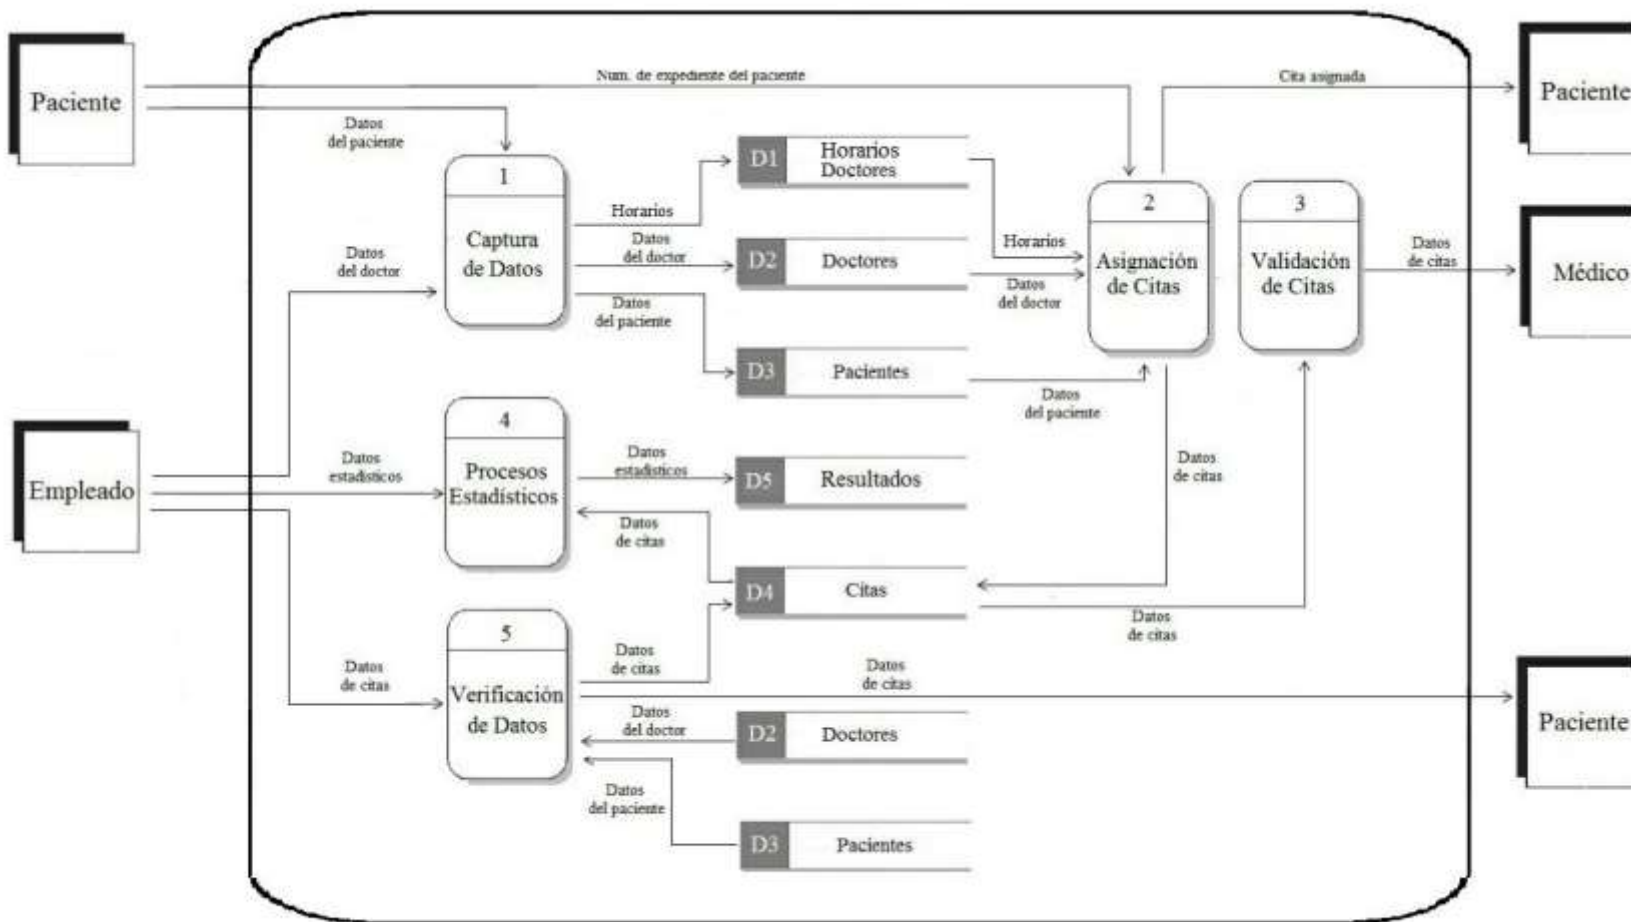 Paciente
Num. de expediente del paciente
Cita asignada
Paciente
Datos
del paciente
1
Captura
de Datos
Horarios
Datos
del doctor
Datos
del paciente
Datos
del doctor
D1
Horarios
Doctores
D2
Doctores
D3
Pacientes
Horarios
Datos
del doctor
Datos
del paciente
2
Asignación
de Citas
3
Validación
de Citas
Datos
de citas
Médico
Empleado
Datos
estadísticos
4
Procesos
Estadísticos
Datos
estadísticos
D5
Resultados
Datos
de citas
Datos
de citas
D4
Citas
Datos
de citas
Datos
de citas
5
Verificación
de Datos
Datos
de citas
Datos
de citas
Paciente
Datos
del doctor
D2
Doctores
Datos
del paciente
D3
Pacientes